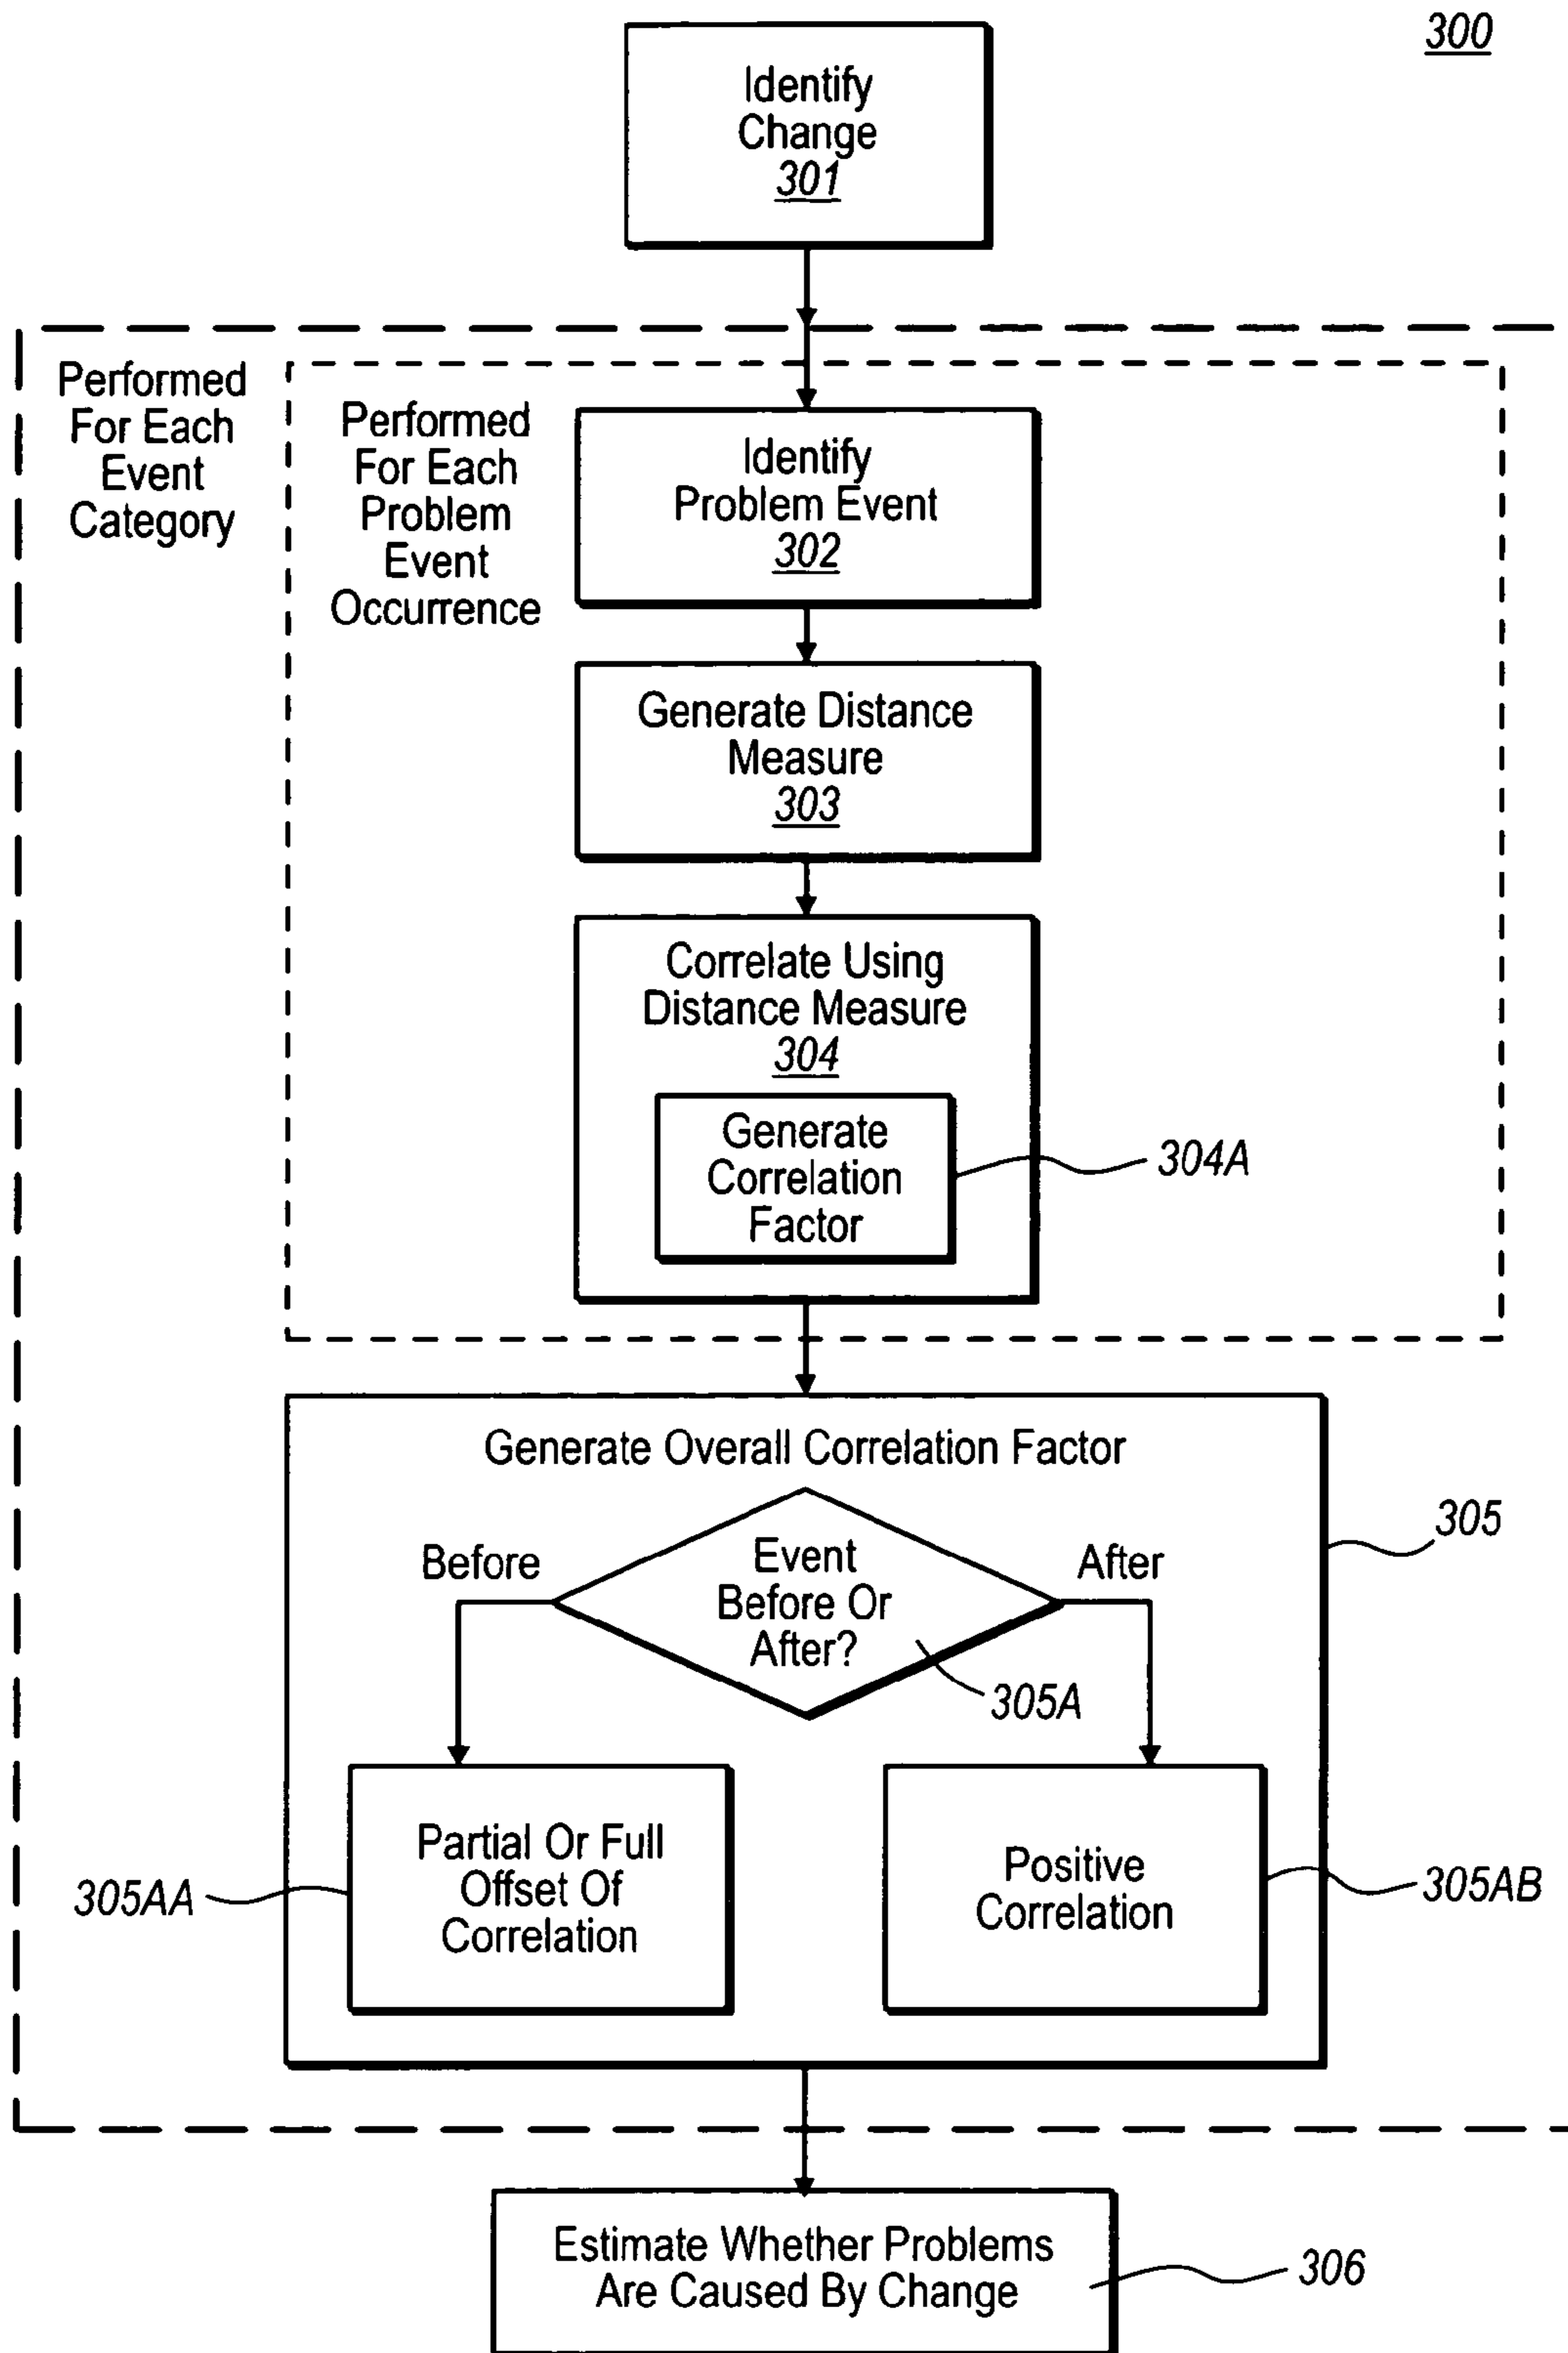 300
Identify
Change
301
Performed
For Each
Event
Category
Performed
For Each
Problem
Event
Occurrence
Identify
Problem Event
302
Generate Distance
Measure
303
Correlate Using
Distance Measure
304
Generate
Correlation
Factor
304A
Generate Overall Correlation Factor
305
Before
Event
Before Or
After?
After
305A
Partial Or Full
Offset Of
Correlation
305AA
Positive
Correlation
305AB
Estimate Whether Problems
Are Caused By Change
306